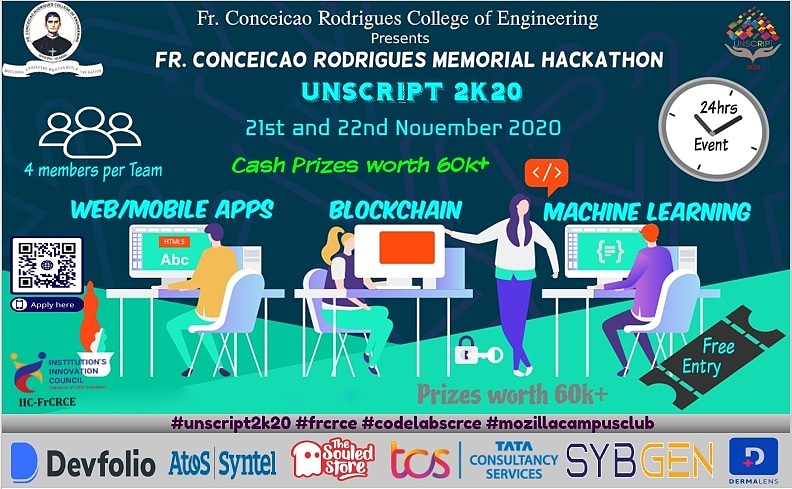 Fr. Conceicao Rodrigues College of Engineering
Presents
FR. CONCEICAO RODRIGUES MEMORIAL HACKATHON
UNSCRIPT
2K20
UNSCRIPT 2K20
21st and 22nd November 2020
Cash Prizes worth 60k+
4 members per Team
24hrs
Event
</>
WEB/MOBILE APPS
BLOCKCHAIN
MACHINE LEARNING
HTML5
Abc
{≡}
Apply here
INSTITUTION'S
INNOVATION
COUNCIL
IIC-FrCRCE
Free
Entry
Prizes worth 60k+
#unscript2k20 #frcrce #codelabscrce #mozillacampusclub
Devfolio
Atos | Syntel
The
Souled
Store
tcs
TATA
CONSULTANCY
SERVICES
SYBGEN
DERMALENS